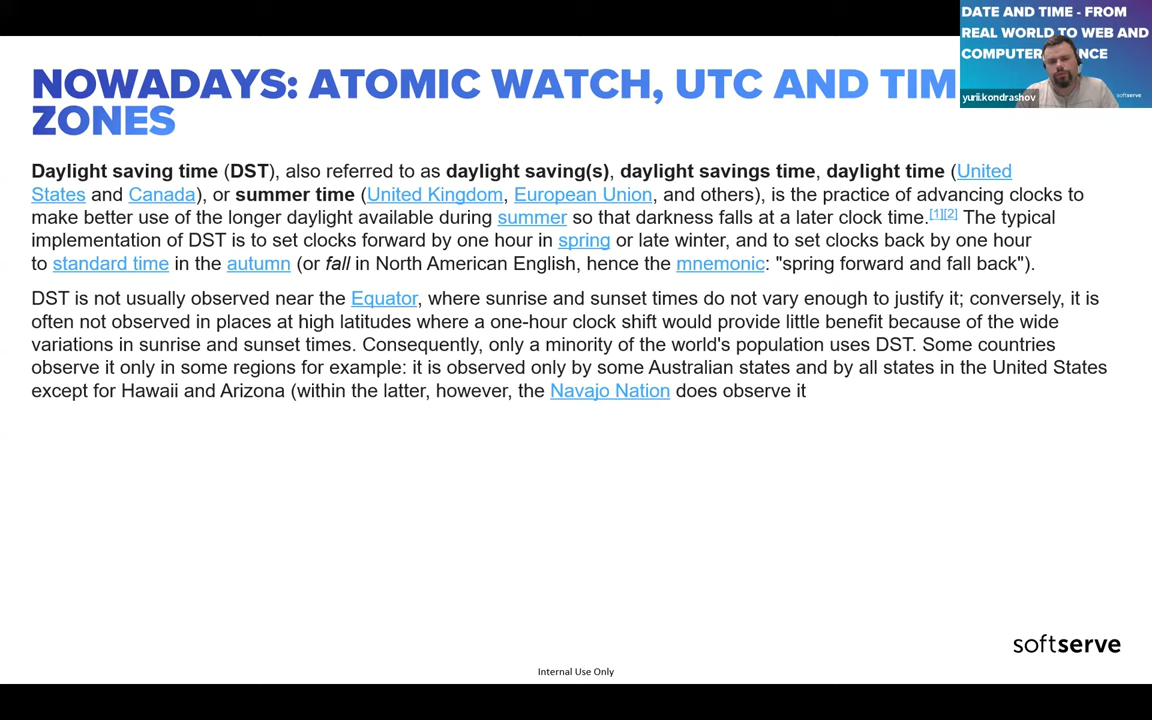 NOWADAYS: ATOMIC WATCH, UTC AND TIM
ZONES
DATE AND TIME - FROM
REAL WORLD TO WEB AND
COMPUTER
yurii.kondrashov
softserve
Daylight saving time (DST), also referred to as daylight saving(s), daylight savings time, daylight time (United
States and Canada), or summer time (United Kingdom, European Union, and others), is the practice of advancing clocks to
make better use of the longer daylight available during summer so that darkness falls at a later clock time.[1][2] The typical
implementation of DST is to set clocks forward by one hour in spring or late winter, and to set clocks back by one hour
to standard time in the autumn (or fall in North American English, hence the mnemonic: "spring forward and fall back").
DST is not usually observed near the Equator, where sunrise and sunset times do not vary enough to justify it; conversely, it is
often not observed in places at high latitudes where a one-hour clock shift would provide little benefit because of the wide
variations in sunrise and sunset times. Consequently, only a minority of the world's population uses DST. Some countries
observe it only in some regions for example: it is observed only by some Australian states and by all states in the United States
except for Hawaii and Arizona (within the latter, however, the Navajo Nation does observe it
softserve
Internal Use Only